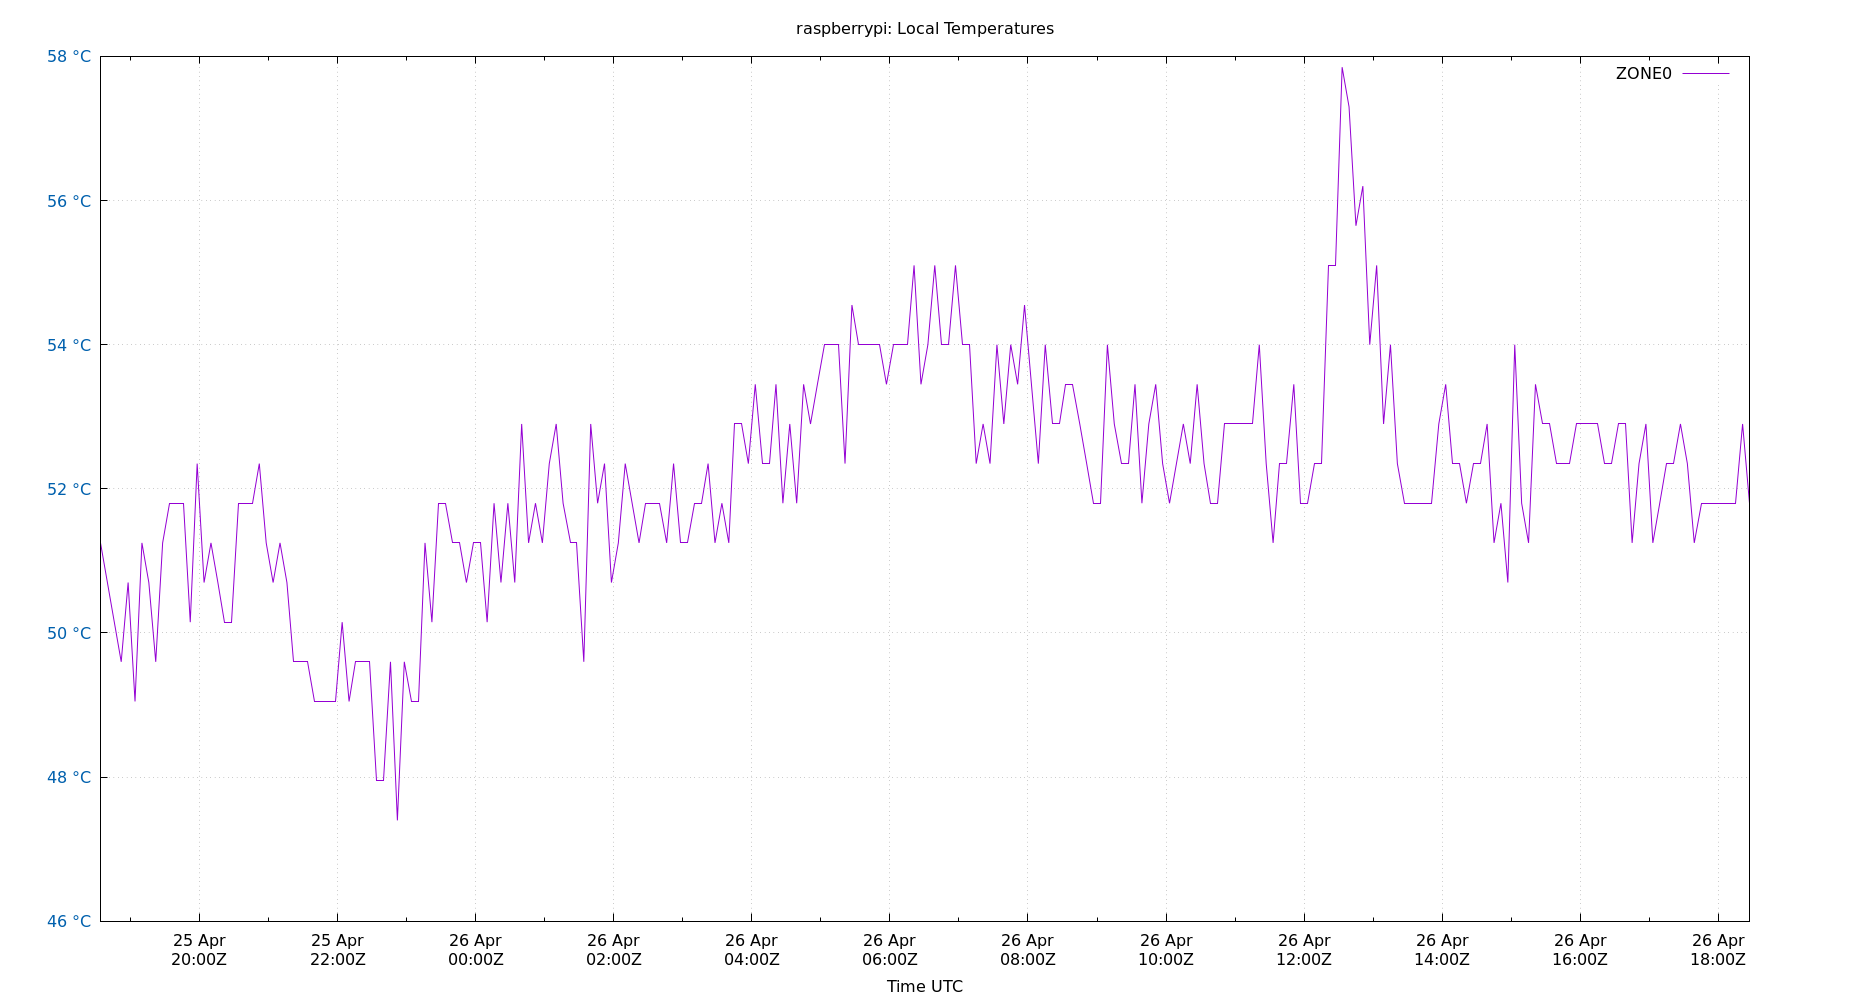 raspberrypi: Local Temperatures
58 °C
ZONE0
56 °C
54 °C
52 °C
50 °C
48 °C
46 °C
25 Apr 25 Apr 26 Apr 26 Apr 26 Apr 26 Apr 26 Apr 26 Apr 26 Apr 26 Apr 26 Apr 26 Apr
20:00Z 22:00Z 00:00Z 02:00Z 04:00Z 06:00Z 08:00Z 10:00Z 12:00Z 14:00Z 16:00Z 18:00Z
Time UTC